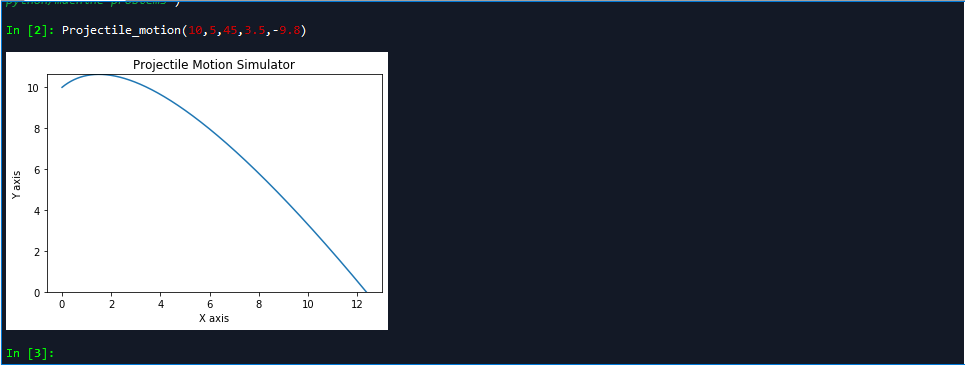 In [2]: Projectile_motion(10,5,45,3.5,-9.8)
Projectile Motion Simulator
10
8
6
4
2
0
Y axis
0 2 4 6 8 10 12
X axis
In [3]: